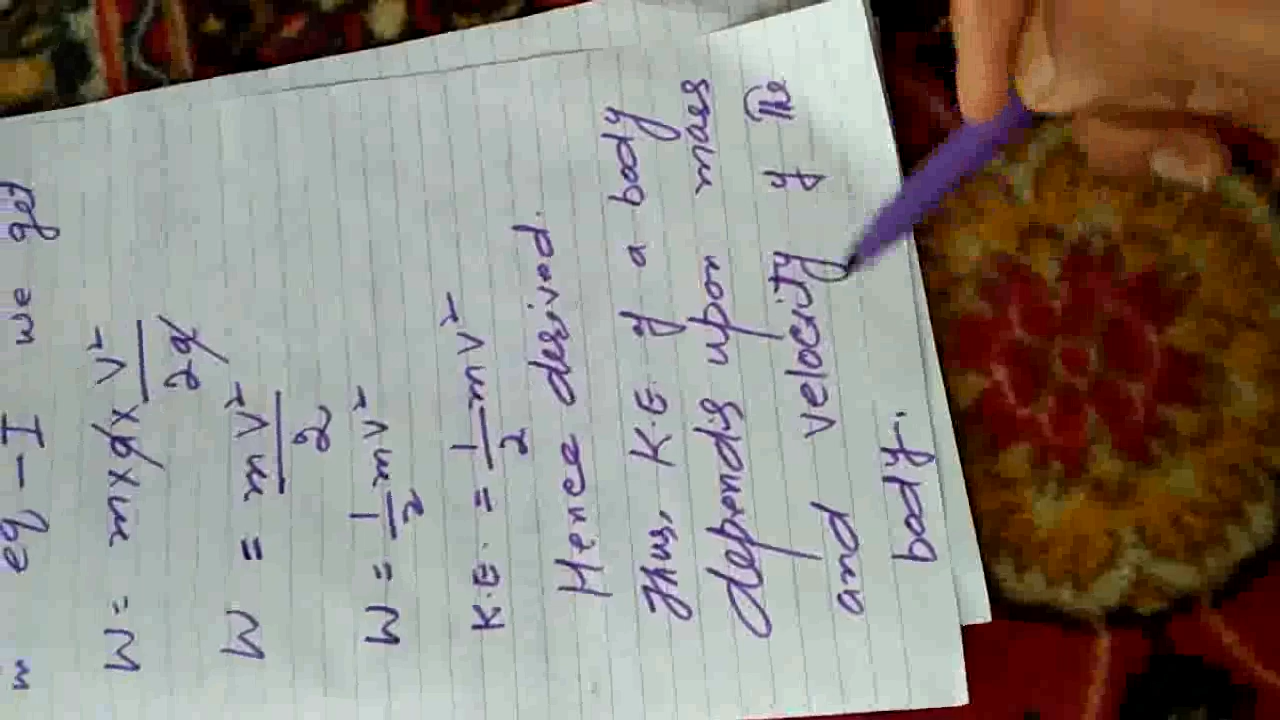 in eq - I we get
W = m×a×v²/2a
W = mv²/2
W = 1/2 mv²
K.E. = 1/2 mv²
Hence derived.
Thus, K.E of a body
depends upon mass
and velocity of the
body.